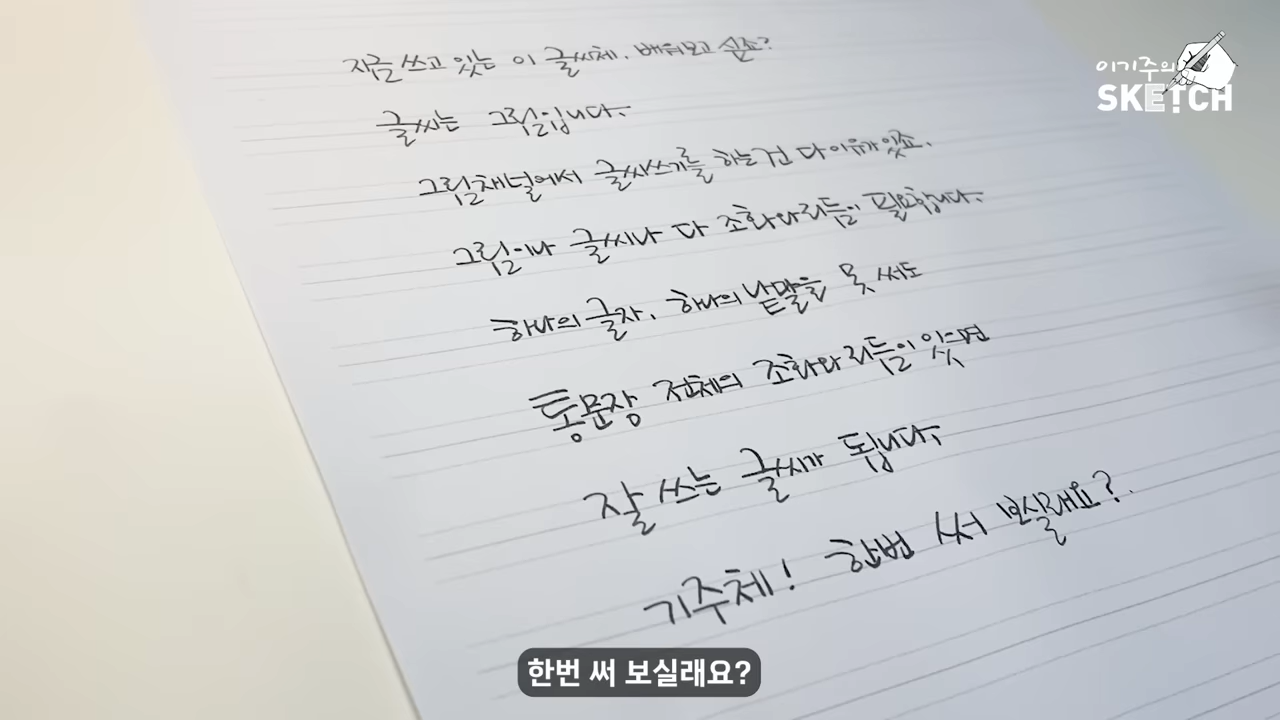 지금 쓰고 있는 이 글씨체. 배워보고 싶죠?
글씨는 그림입니다.
그림채널에서 글씨쓰기를 하는건 다 이유가 있죠.
그림이나 글씨나 다 조화와 리듬이 필요합니다.
하나의 글자. 하나의 낱말을 못 써도
통문장 전체의 조화와 리듬이 있으면
잘 쓰는 글씨가 됩니다.
기주체! 한번 써 보실래요?
이기주의
SKETCH
한번 써 보실래요?